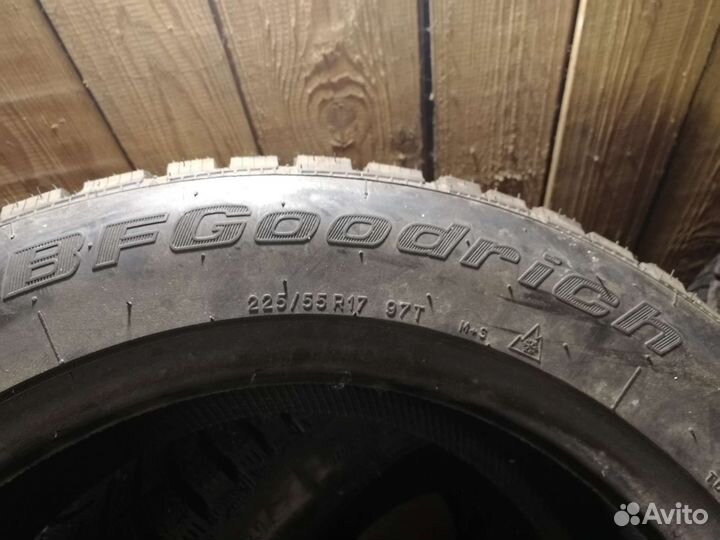 BFGoodrich
225/55 R17 97T
M+S
Avito